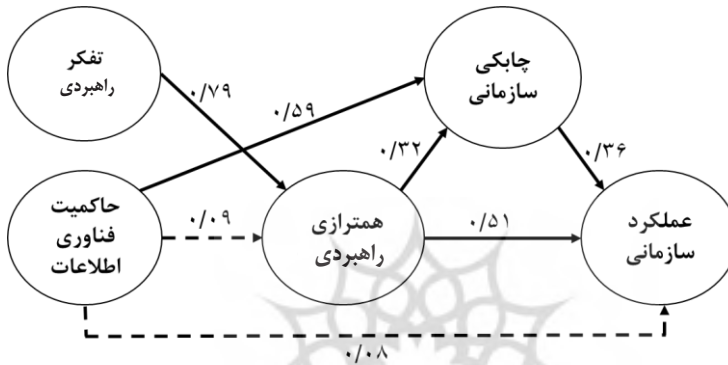 تفکر
راهبردی
چابکی
سازمانی
۰/۷۹
۰/۵۹
۰/۳۲
۰/۳۶
حاکمیت
فناوری
اطلاعات
۰/۰۹
همترازی
راهبردی
۰/۵۱
عملکرد
سازمانی
۰/۰۸